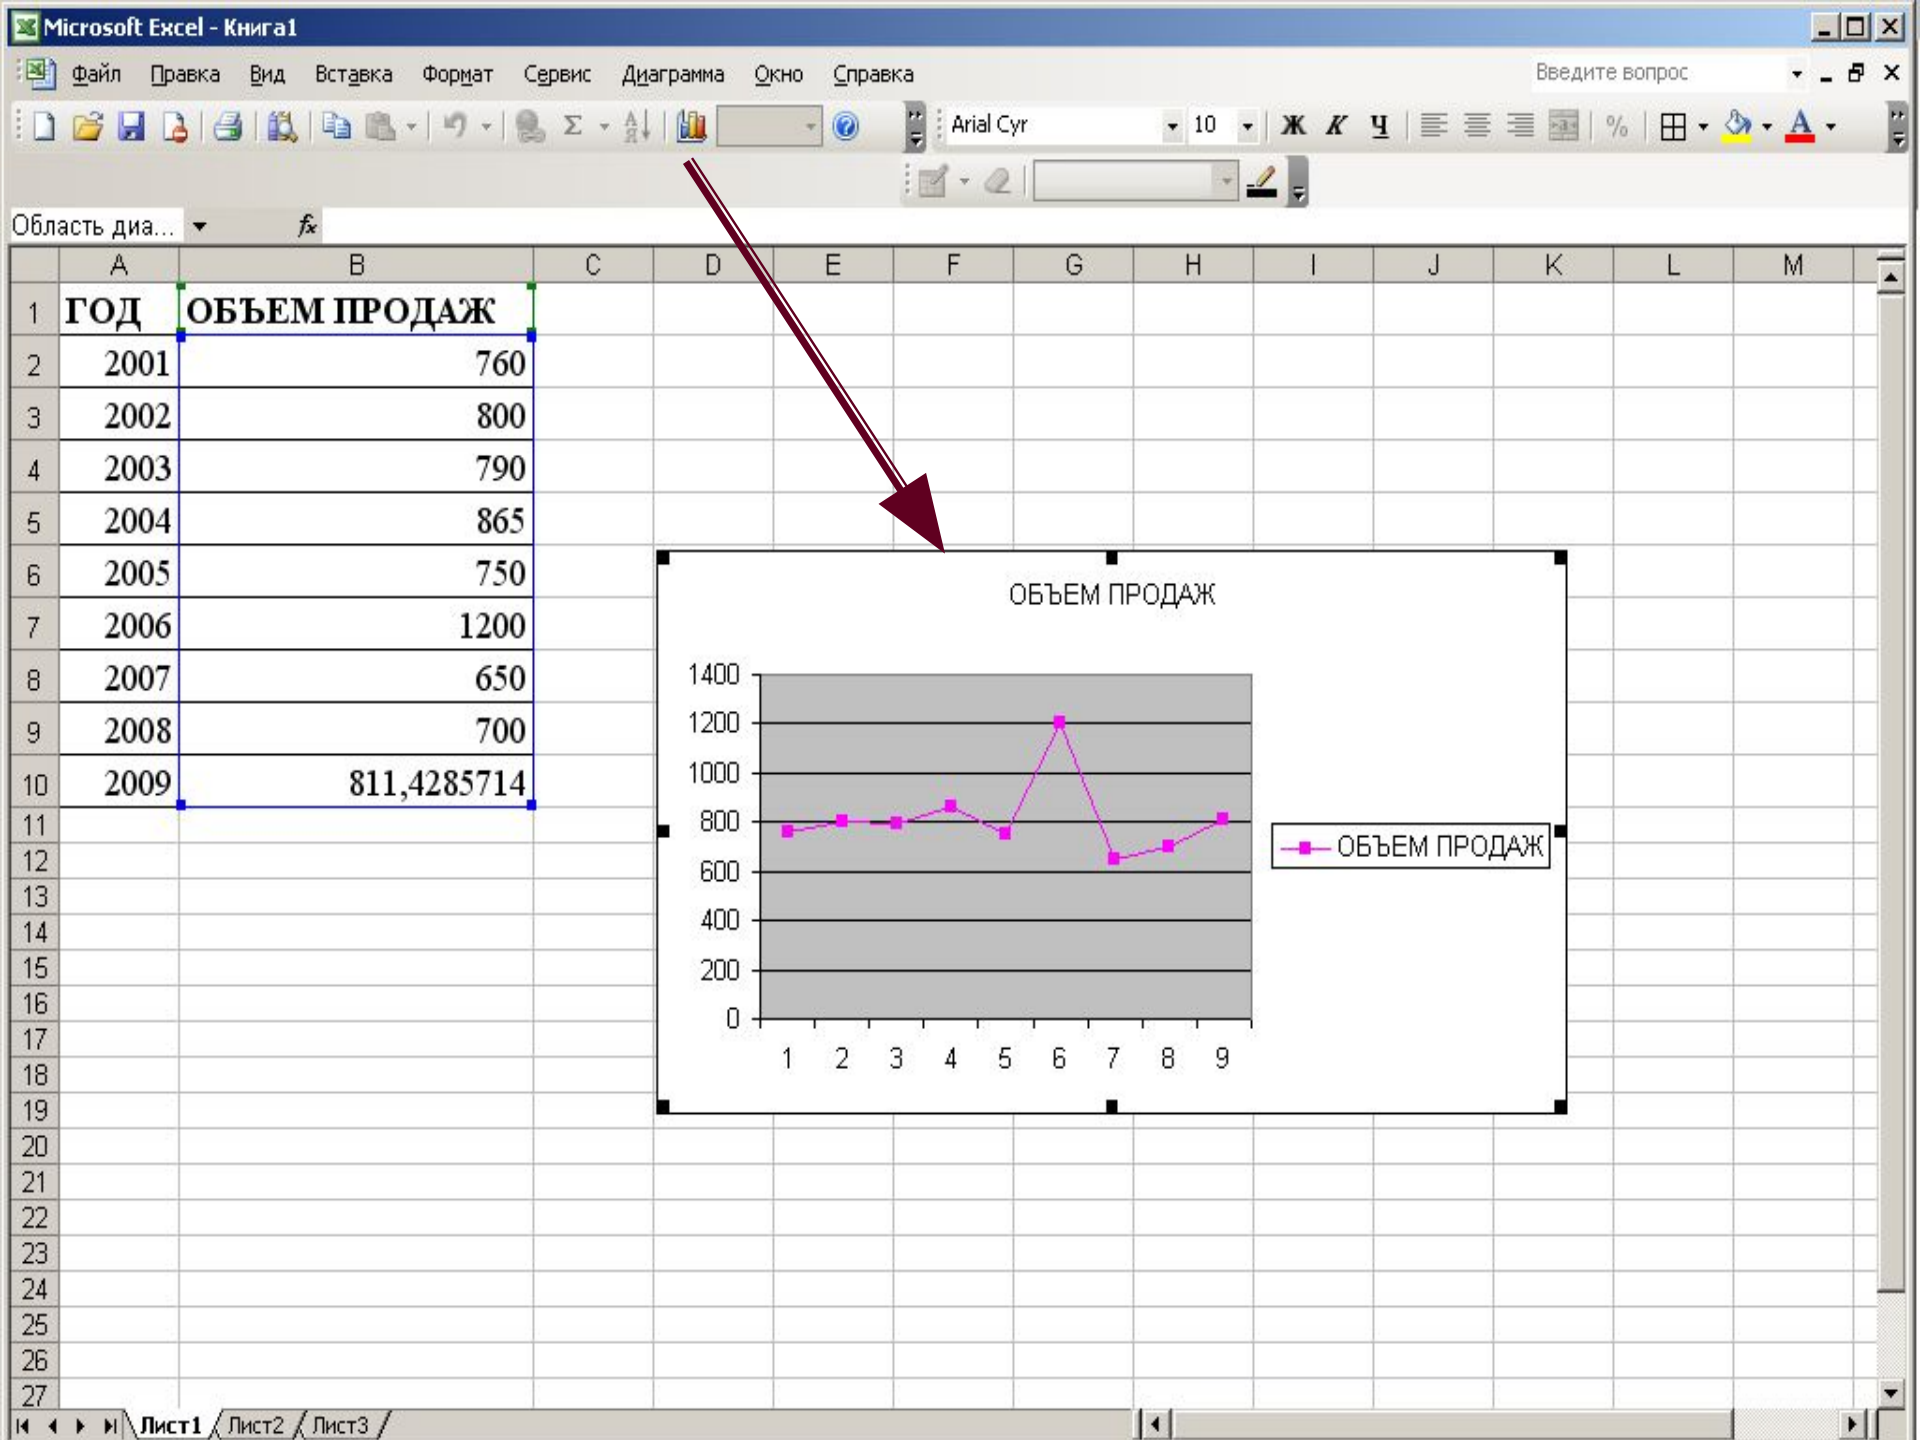 Microsoft Excel - Книга1
Файл Правка Вид Вставка Формат Сервис Диаграмма Окно Справка Введите вопрос
Σ А Я Arial Cyr 10 Ж К Ч % А
Область диа... fx
A B C D E F G H I J K L M
1 ГОД ОБЪЕМ ПРОДАЖ
2 2001 760
3 2002 800
4 2003 790
5 2004 865
6 2005 750
7 2006 1200
8 2007 650
9 2008 700
10 2009 811,4285714
11
12
13
14
15
16
17
18
19
20
21
22
23
24
25
26
27
ОБЪЕМ ПРОДАЖ
1400
1200
1000
800
600
400
200
0
1 2 3 4 5 6 7 8 9
ОБЪЕМ ПРОДАЖ
Лист1 Лист2 Лист3